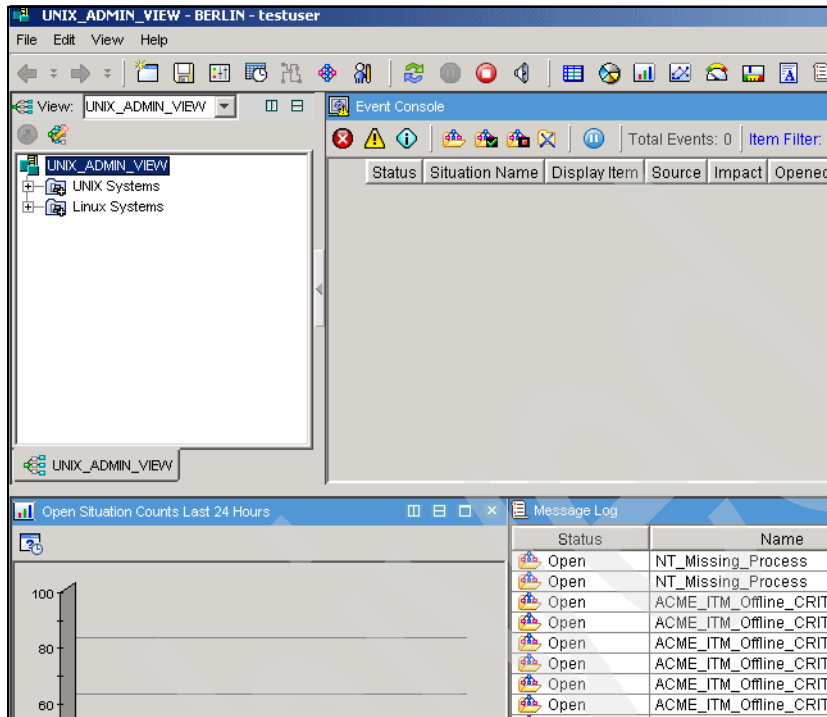 UNIX_ADMIN_VIEW - BERLIN - testuser
File Edit View Help
View: UNIX_ADMIN_VIEW
Event Console
Total Events: 0 Item Filter:
UNIX_ADMIN_VIEW
UNIX Systems
Linux Systems
Status Situation Name Display Item Source Impact Opened
UNIX_ADMIN_VIEW
Open Situation Counts Last 24 Hours
100
80
60
Message Log
Status Name
Open NT_Missing_Process
Open NT_Missing_Process
Open ACME_ITM_Offline_CRIT
Open ACME_ITM_Offline_CRIT
Open ACME_ITM_Offline_CRIT
Open ACME_ITM_Offline_CRIT
Open ACME_ITM_Offline_CRIT
Open ACME_ITM_Offline_CRIT